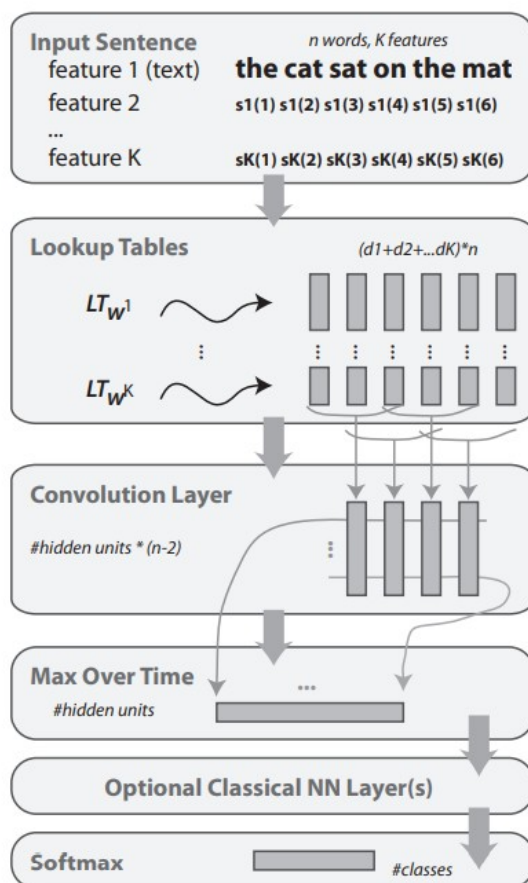 Input Sentence
n words, K features
feature 1 (text) the cat sat on the mat
feature 2 s1(1) s1(2) s1(3) s1(4) s1(5) s1(6)
...
feature K sK(1) sK(2) sK(3) sK(4) sK(5) sK(6)
Lookup Tables
(d1+d2+...dK)*n
LTW1
...
LTWK
Convolution Layer
#hidden units * (n-2)
...
Max Over Time
...
#hidden units
Optional Classical NN Layer(s)
Softmax
#classes